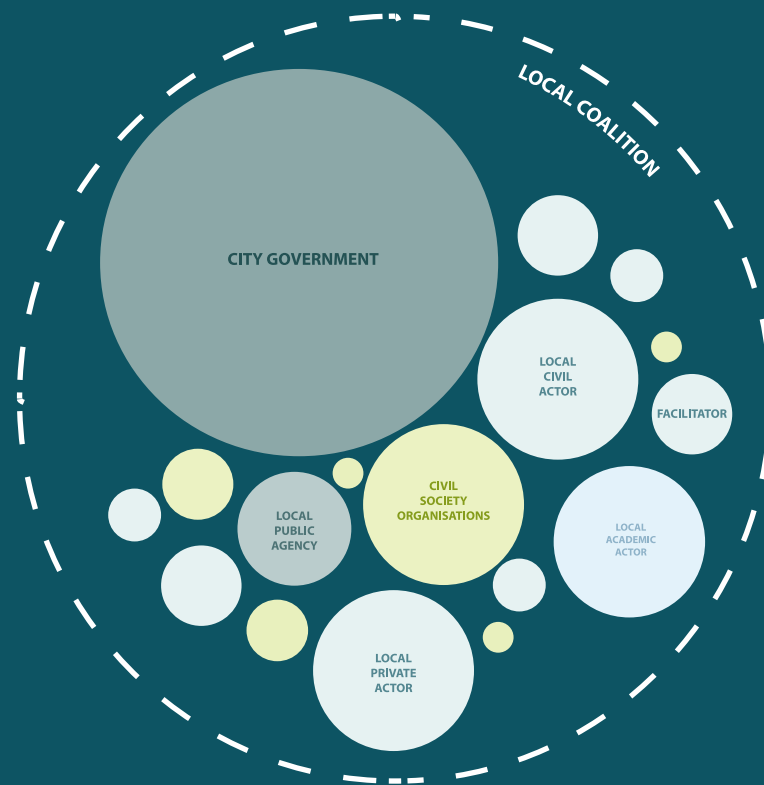 LOCAL COALITION
CITY GOVERNMENT
LOCAL
CIVIL
ACTOR
FACILITATOR
CIVIL
SOCIETY
ORGANISATIONS
LOCAL
PUBLIC
AGENCY
LOCAL
ACADEMIC
ACTOR
LOCAL
PRIVATE
ACTOR